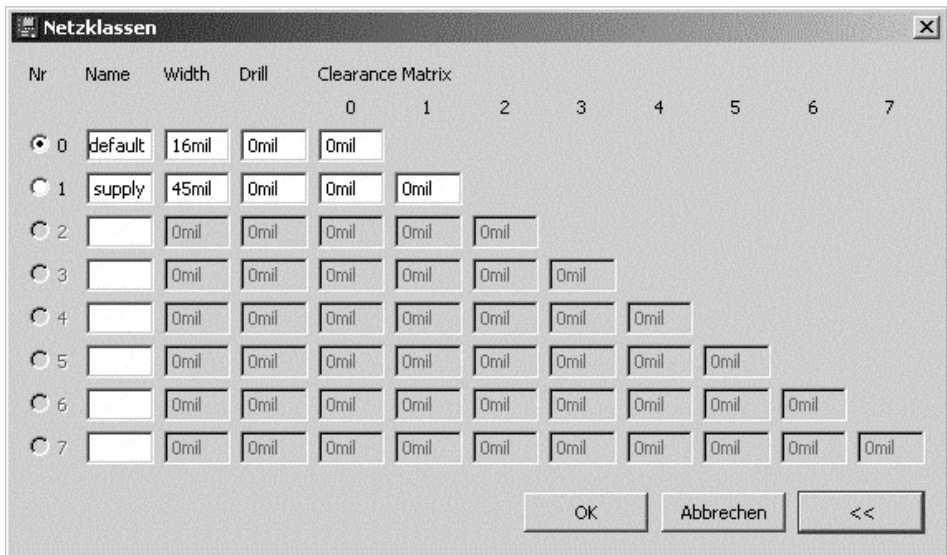 Netzklassen
Nr Name Width Drill Clearance Matrix
0 1 2 3 4 5 6 7
0 default 16mil 0mil 0mil
1 supply 45mil 0mil 0mil 0mil
2 0mil 0mil 0mil 0mil 0mil
3 0mil 0mil 0mil 0mil 0mil 0mil
4 0mil 0mil 0mil 0mil 0mil 0mil 0mil
5 0mil 0mil 0mil 0mil 0mil 0mil 0mil 0mil
6 0mil 0mil 0mil 0mil 0mil 0mil 0mil 0mil 0mil
7 0mil 0mil 0mil 0mil 0mil 0mil 0mil 0mil 0mil 0mil
OK Abbrechen <<